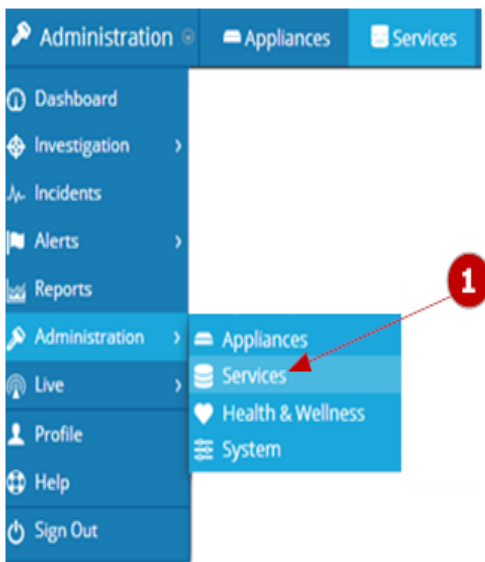 Administration Appliances Services
Dashboard
Investigation
Incidents
Alerts
Reports
1
Administration
Appliances
Live
Services
Health & Wellness
Profile
System
Help
Sign Out